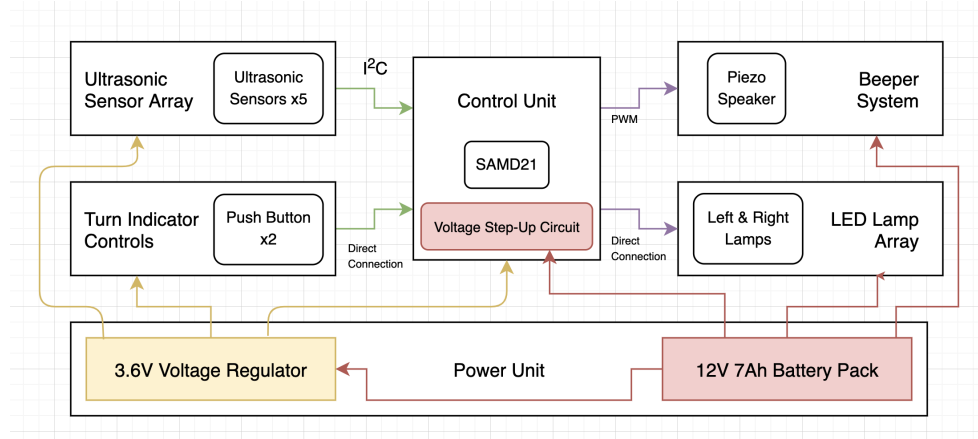 Ultrasonic
Sensor Array
Ultrasonic
Sensors x5
I²C
Control Unit
SAMD21
Voltage Step-Up Circuit
PWM
Piezo
Speaker
Beeper
System
Turn Indicator
Controls
Push Button
x2
Direct
Connection
Direct
Connection
Left & Right
Lamps
LED Lamp
Array
3.6V Voltage Regulator
Power Unit
12V 7Ah Battery Pack